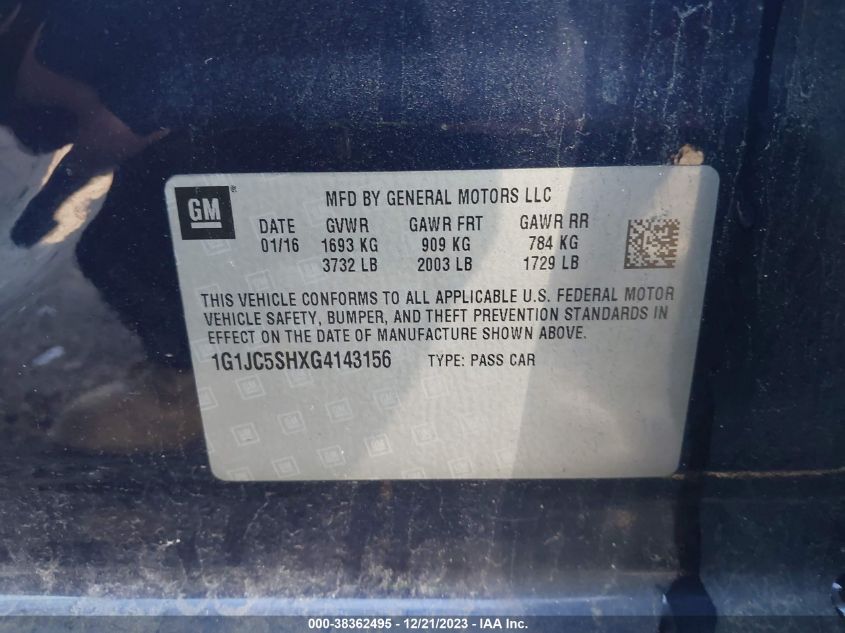 GM ®
MFD BY GENERAL MOTORS LLC
DATE GVWR GAWR FRT GAWR RR
01/16 1693 KG 909 KG 784 KG
3732 LB 2003 LB 1729 LB
THIS VEHICLE CONFORMS TO ALL APPLICABLE U.S. FEDERAL MOTOR
VEHICLE SAFETY, BUMPER, AND THEFT PREVENTION STANDARDS IN
EFFECT ON THE DATE OF MANUFACTURE SHOWN ABOVE.
1G1JC5SHXG4143156 TYPE: PASS CAR
000 - 38362495 - 12/21/2023 - IAA Inc.